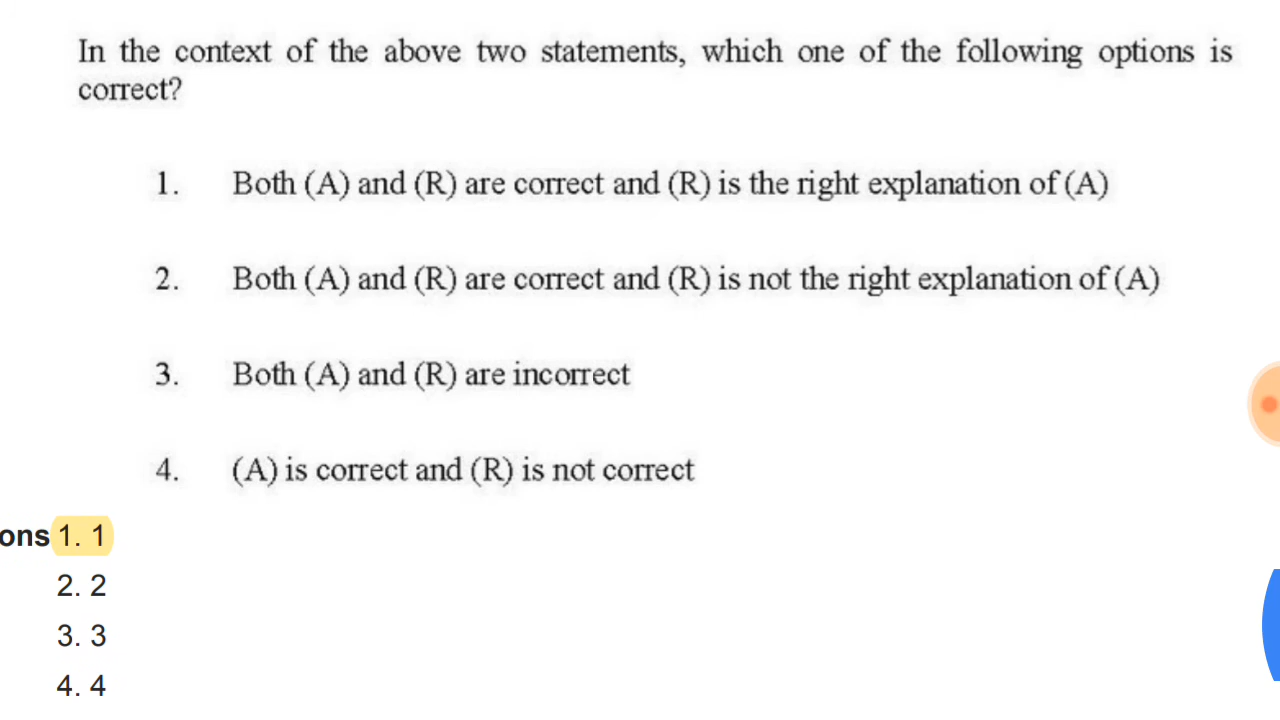 In the context of the above two statements, which one of the following options is
correct?
1. Both (A) and (R) are correct and (R) is the right explanation of (A)
2. Both (A) and (R) are correct and (R) is not the right explanation of (A)
3. Both (A) and (R) are incorrect
4. (A) is correct and (R) is not correct
ons 1. 1
2. 2
3. 3
4. 4